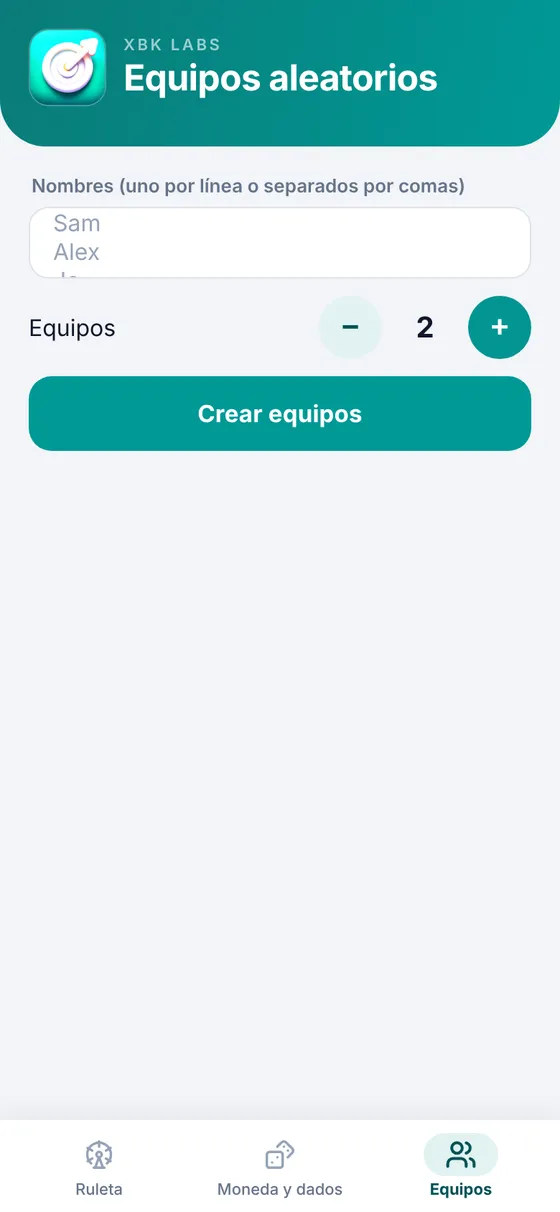 XBK LABS
Equipos aleatorios
Nombres (uno por línea o separados por comas)
Sam
Alex
Equipos
−
2
+
Crear equipos
Ruleta
Moneda y dados
Equipos